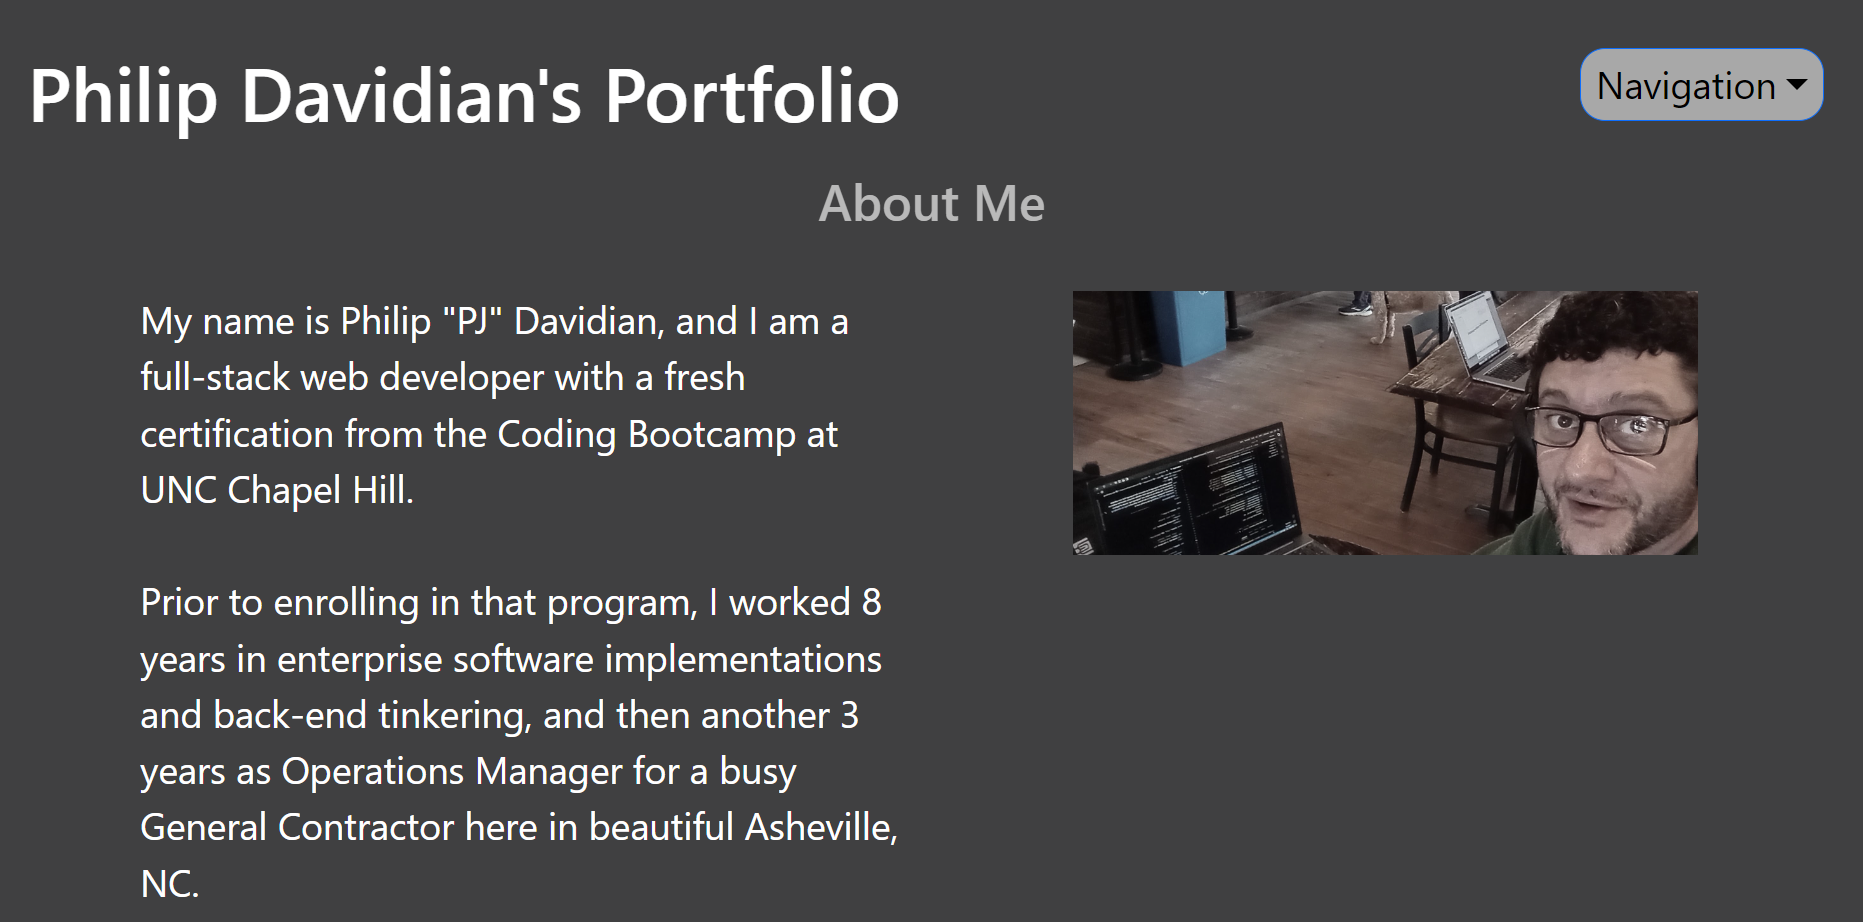 Philip Davidian's Portfolio
Navigation
About Me
My name is Philip "PJ" Davidian, and I am a
full-stack web developer with a fresh
certification from the Coding Bootcamp at
UNC Chapel Hill.
Prior to enrolling in that program, I worked 8
years in enterprise software implementations
and back-end tinkering, and then another 3
years as Operations Manager for a busy
General Contractor here in beautiful Asheville,
NC.